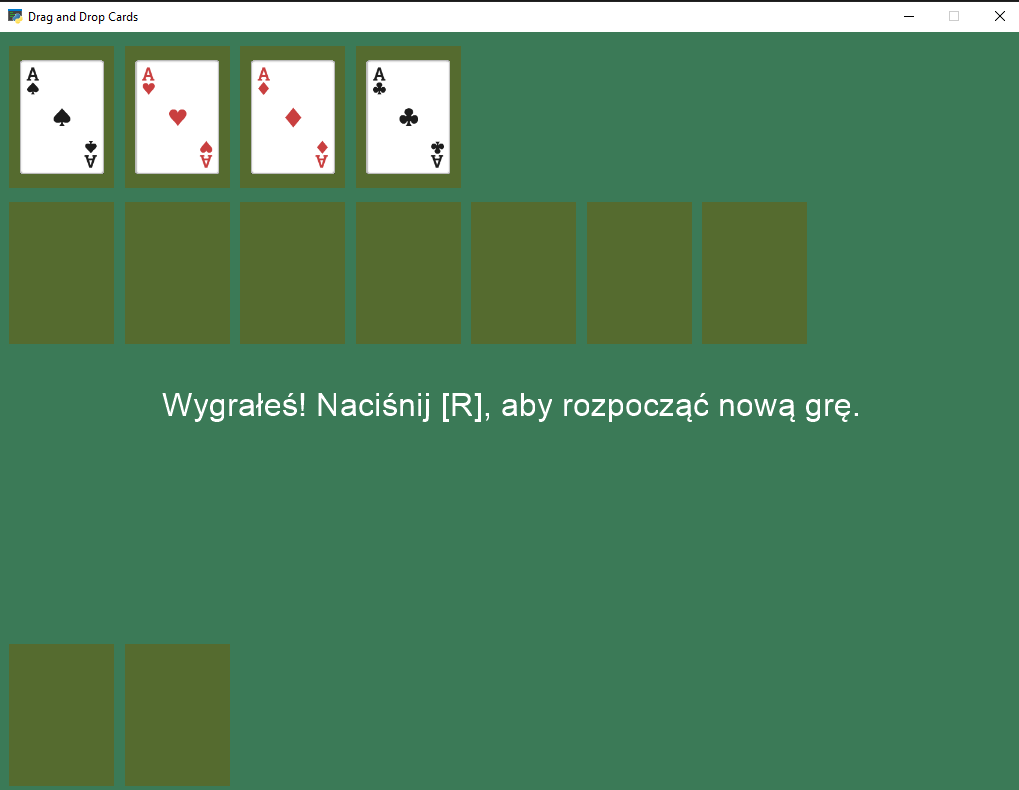 Drag and Drop Cards
A A A A
A A A A
Wygrałeś! Naciśnij [R], aby rozpocząć nową grę.